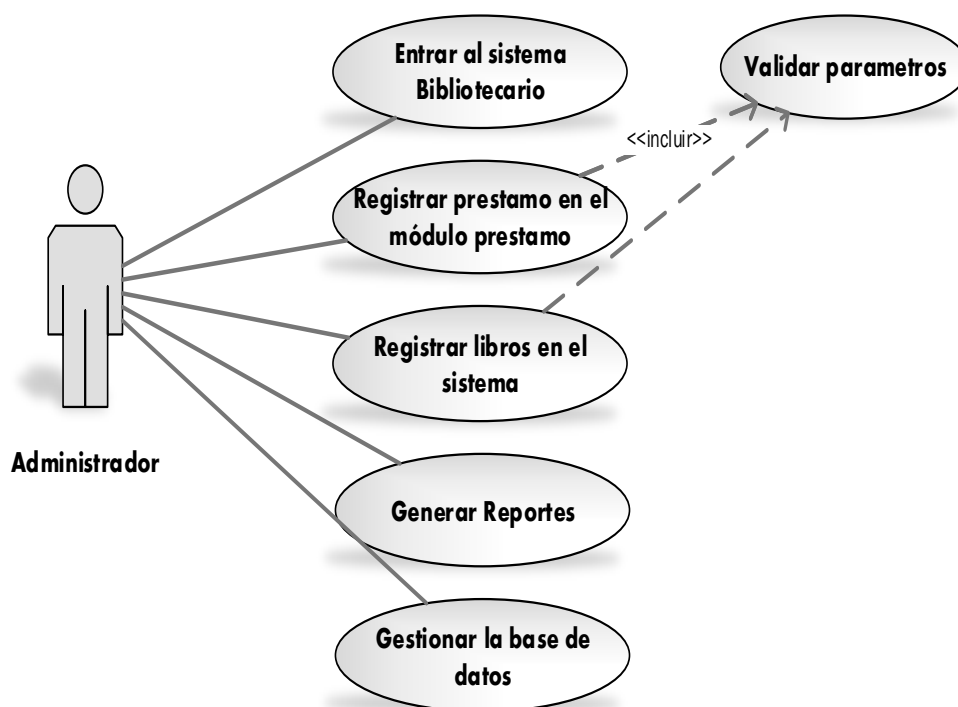 Entrar al sistema
Bibliotecario
Validar parametros
<<incluir>>
Registrar prestamo en el
módulo prestamo
Registrar libros en el
sistema
Administrador
Generar Reportes
Gestionar la base de
datos